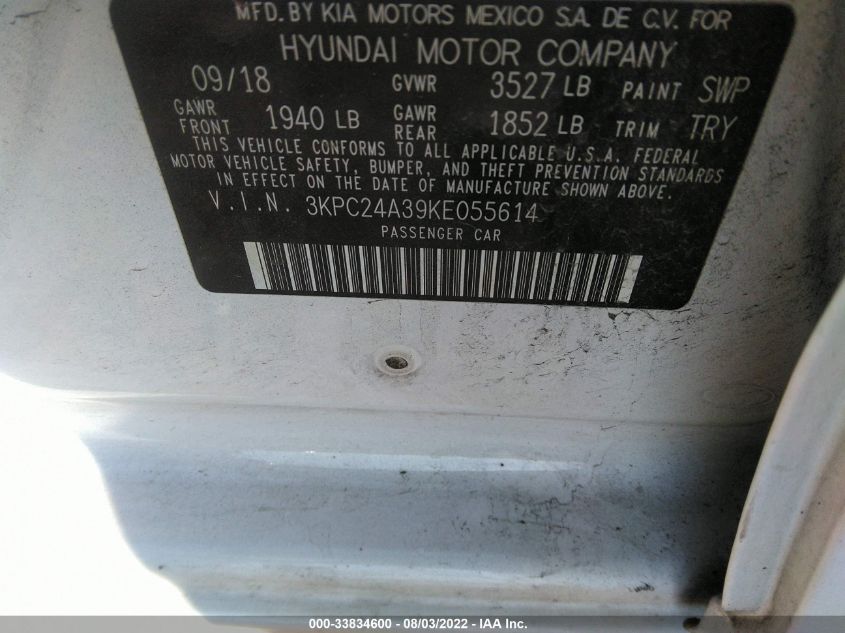 MFD. BY KIA MOTORS MEXICO S.A. DE C.V. FOR
HYUNDAI MOTOR COMPANY
09/18 GVWR 3527 LB PAINT SWP
GAWR FRONT 1940 LB GAWR REAR 1852 LB TRIM TRY
THIS VEHICLE CONFORMS TO ALL APPLICABLE U.S.A. FEDERAL
MOTOR VEHICLE SAFETY, BUMPER, AND THEFT PREVENTION STANDARDS
IN EFFECT ON THE DATE OF MANUFACTURE SHOWN ABOVE.
V.I.N. 3KPC24A39KE055614
PASSENGER CAR
000-33834600 - 08/03/2022 - IAA Inc.